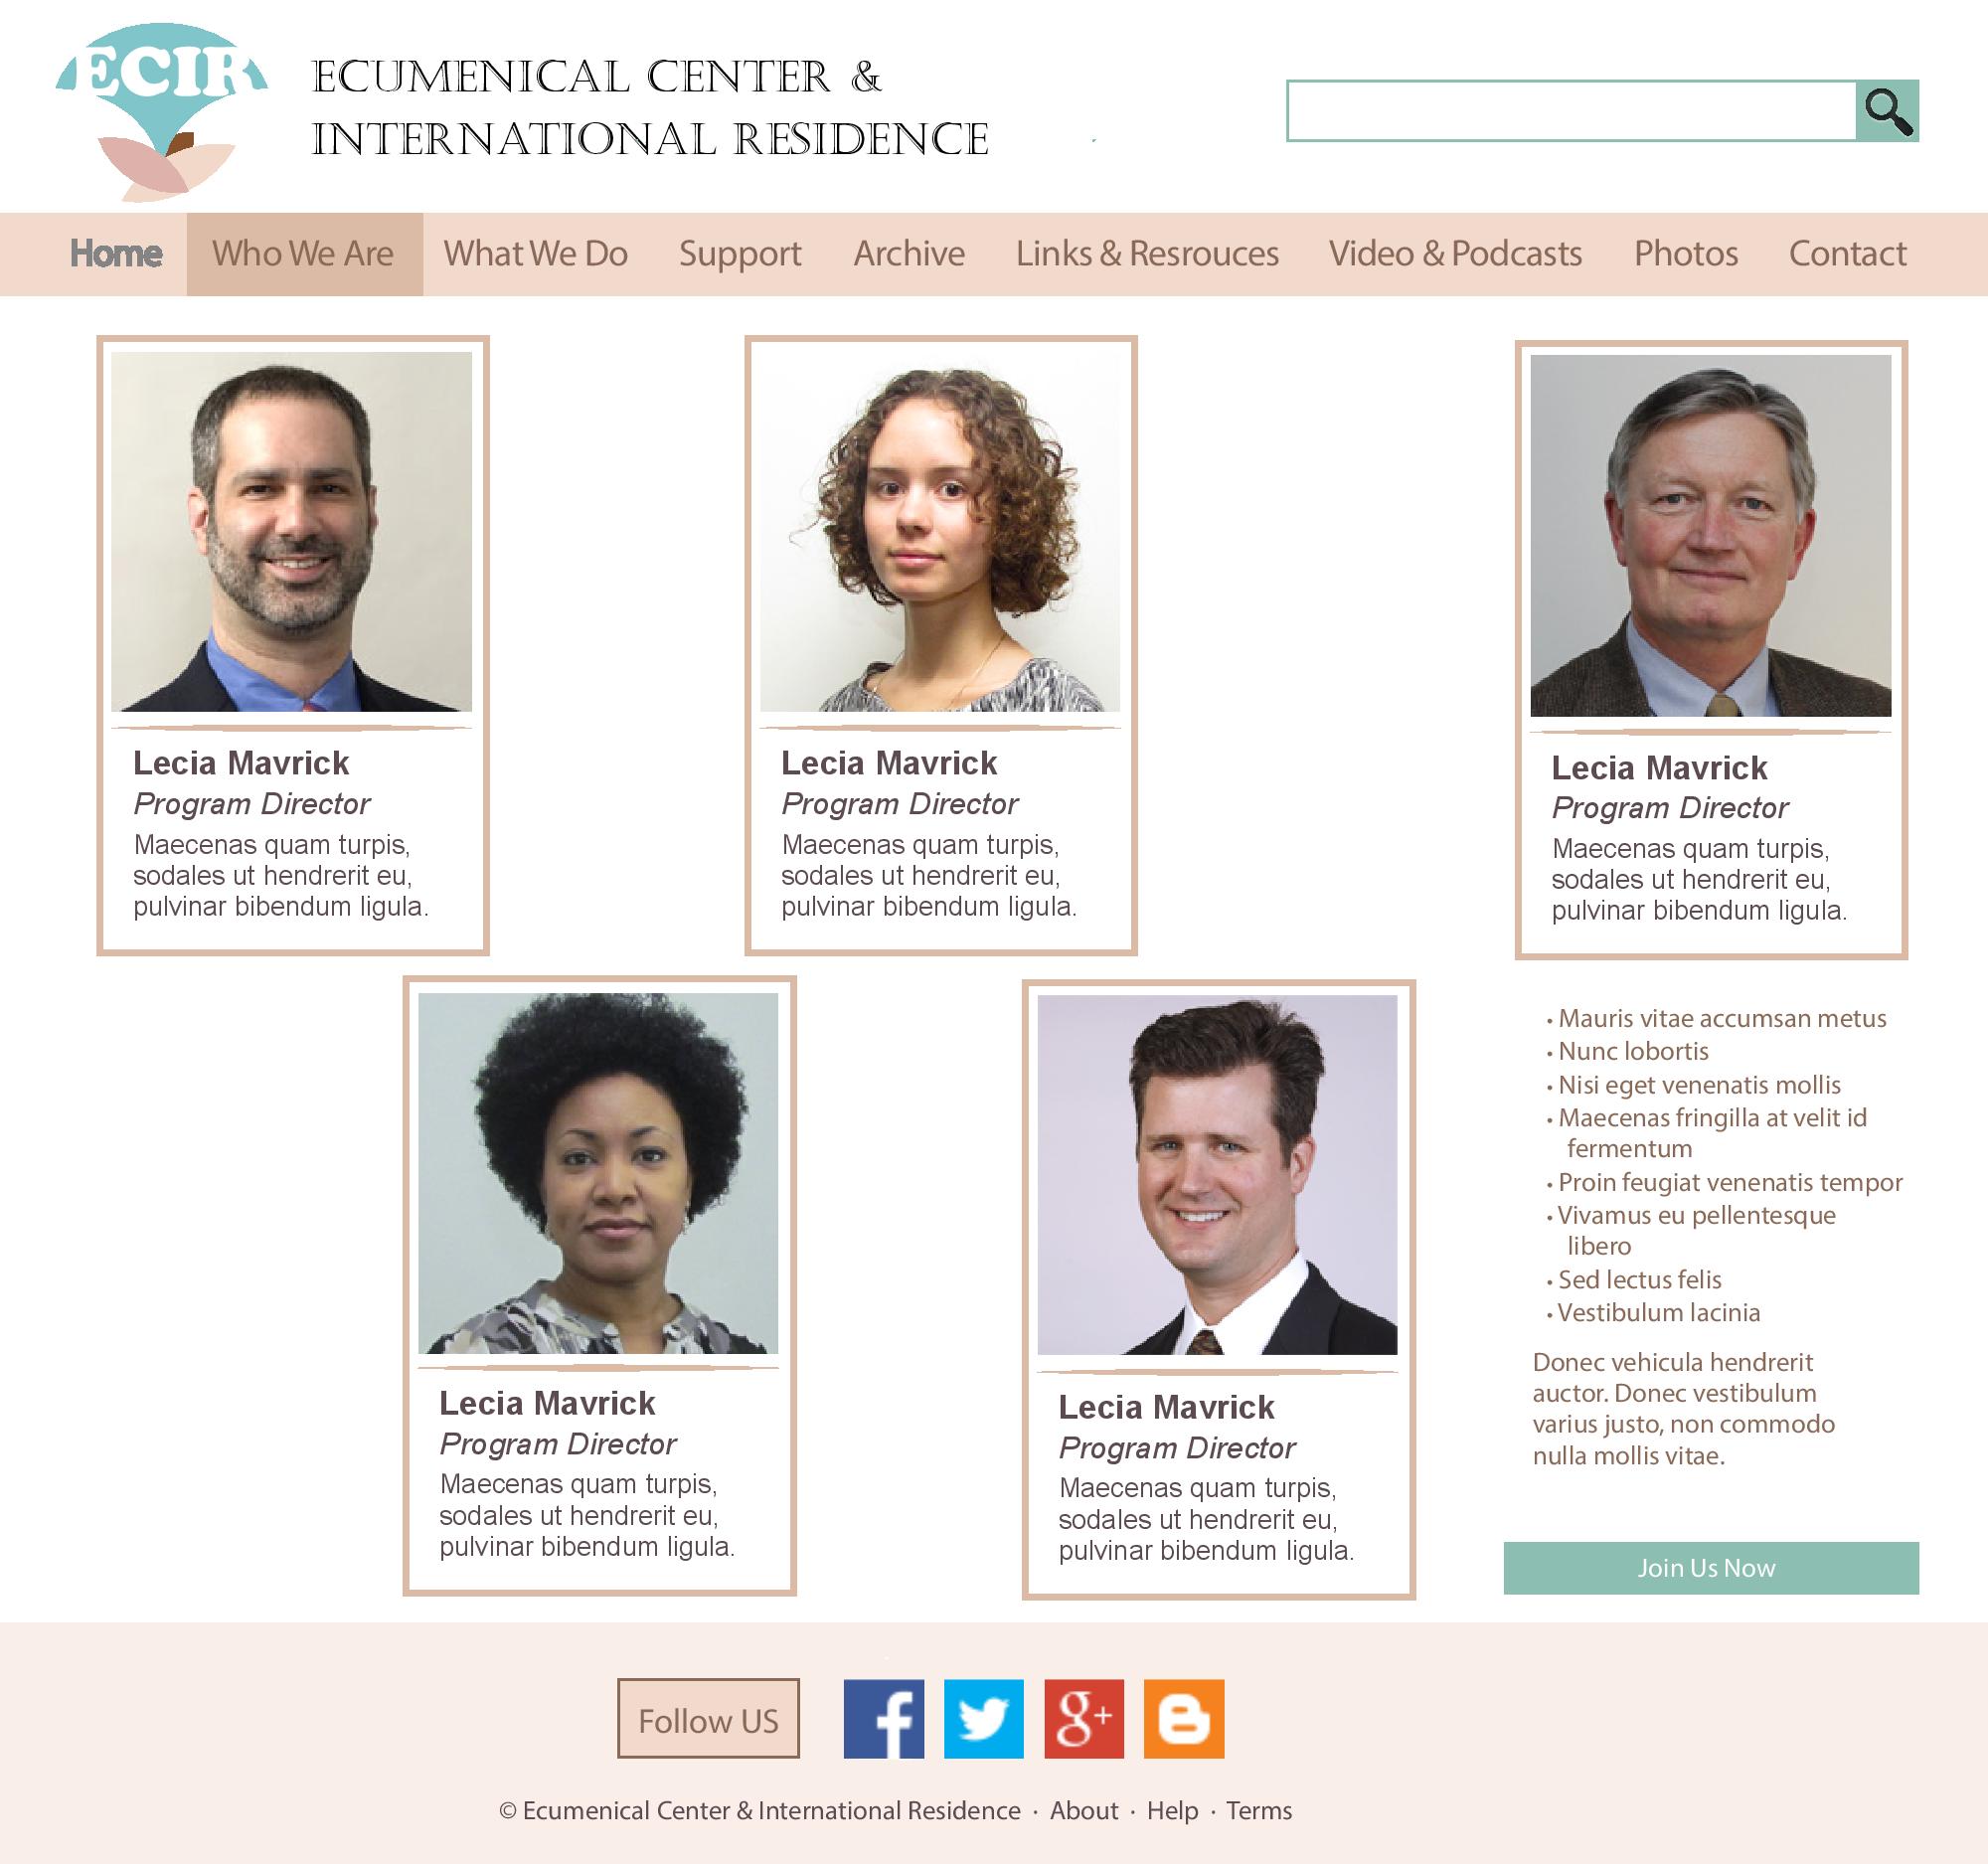 ECIR
ECUMENICAL CENTER &
INTERNATIONAL RESIDENCE
Home Who We Are What We Do Support Archive Links & Resrouces Video & Podcasts Photos Contact
Lecia Mavrick
Program Director
Maecenas quam turpis,
sodales ut hendrerit eu,
pulvinar bibendum ligula.
Lecia Mavrick
Program Director
Maecenas quam turpis,
sodales ut hendrerit eu,
pulvinar bibendum ligula.
Lecia Mavrick
Program Director
Maecenas quam turpis,
sodales ut hendrerit eu,
pulvinar bibendum ligula.
Lecia Mavrick
Program Director
Maecenas quam turpis,
sodales ut hendrerit eu,
pulvinar bibendum ligula.
Lecia Mavrick
Program Director
Maecenas quam turpis,
sodales ut hendrerit eu,
pulvinar bibendum ligula.
• Mauris vitae accumsan metus
• Nunc lobortis
• Nisi eget venenatis mollis
• Maecenas fringilla at velit id
fermentum
• Proin feugiat venenatis tempor
• Vivamus eu pellentesque
libero
• Sed lectus felis
• Vestibulum lacinia
Donec vehicula hendrerit
auctor. Donec vestibulum
varius justo, non commodo
nulla mollis vitae.
Join Us Now
Follow US f g+ B
© Ecumenical Center & International Residence · About · Help · Terms